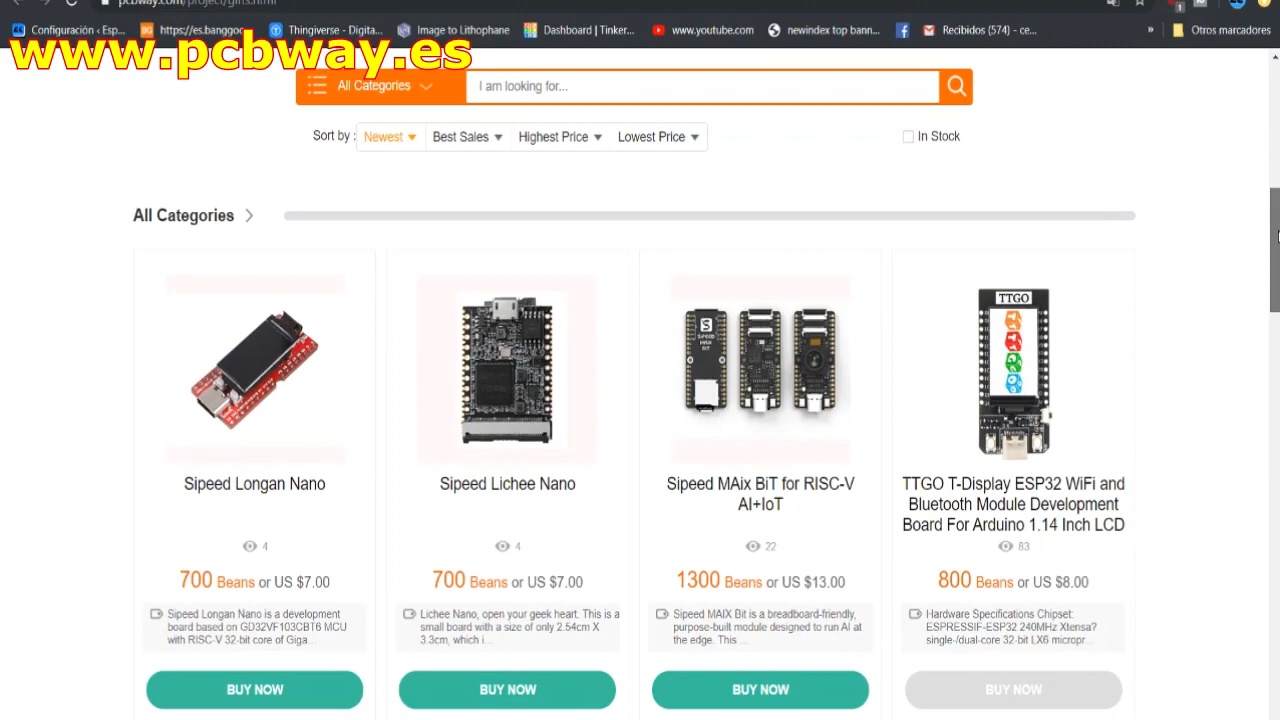 pcbway.com/project/gifts.html
Configuración ‹ Esp...
https://es.banggo
Thingiverse - Digita...
Image to Lithophane
Dashboard | Tinker...
www.youtube.com
newindex top bann...
Recibidos (574) - ce...
»
Otros marcadores
www.pcbway.es
All Categories
I am looking for...
Sort by :
Newest
Best Sales
Highest Price
Lowest Price
In Stock
All Categories
TTGO
Sipeed Longan Nano
Sipeed Lichee Nano
Sipeed MAix BiT for RISC-V
AI+IoT
TTGO T-Display ESP32 WiFi and
Bluetooth Module Development
Board For Arduino 1.14 Inch LCD
4
4
22
83
700 Beans or US $7.00
700 Beans or US $7.00
1300 Beans or US $13.00
800 Beans or US $8.00
Sipeed Longan Nano is a development
board based on GD32VF103CBT6 MCU
with RISC-V 32-bit core of Giga...
Lichee Nano, open your geek heart. This is a
small board with a size of only 2.54cm X
3.3cm, which i...
Sipeed MAIX Bit is a breadboard-friendly,
purpose-built module designed to run AI at
the edge. This ...
Hardware Specifications Chipset:
ESPRESSIF-ESP32 240MHz Xtensa?
single-/dual-core 32-bit LX6 micropr...
BUY NOW
BUY NOW
BUY NOW
BUY NOW